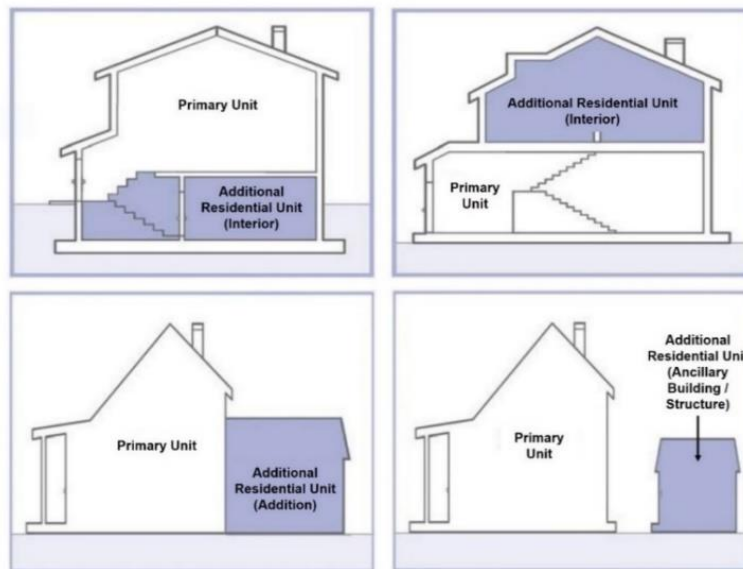 Primary Unit
Additional
Residential Unit
(Interior)
Additional Residential Unit
(Interior)
Primary
Unit
Primary Unit
Additional
Residential Unit
(Addition)
Additional
Residential Uni
(Ancillary
Building /
Structure)
Primary
Unit